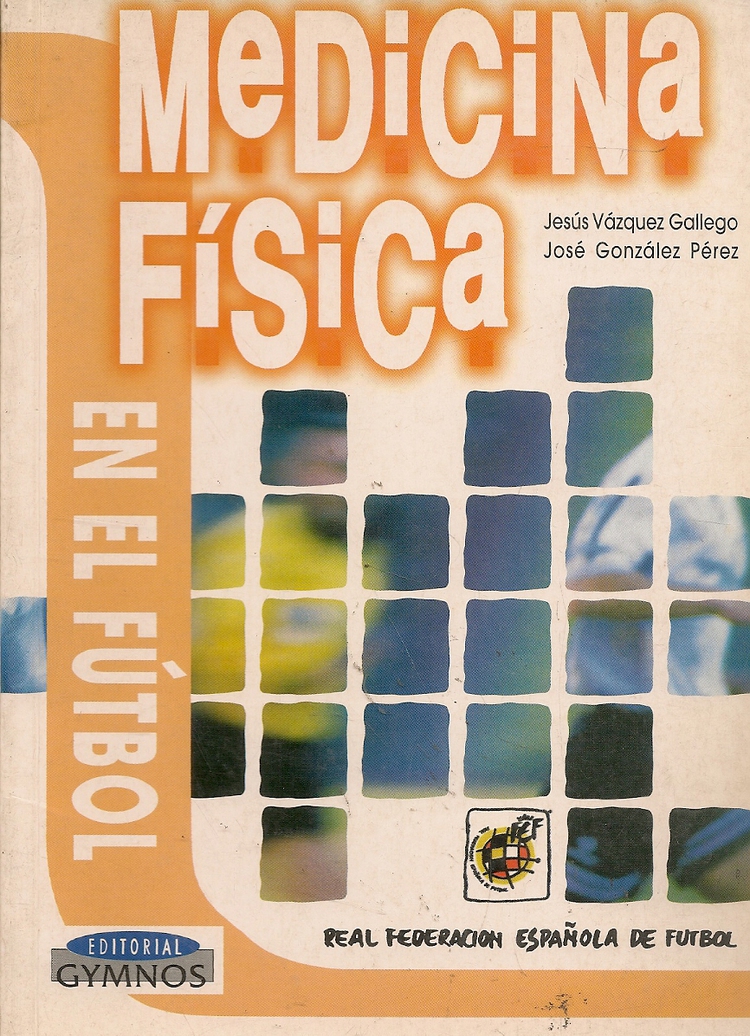 MeDiCiNa
FíSiCa
Jesús Vázquez Gallego
José González Pérez
EN EL FÚTBOL
REAL FEDERACION ESPAÑOLA DE FUTBOL
EDITORIAL
GYMNOS